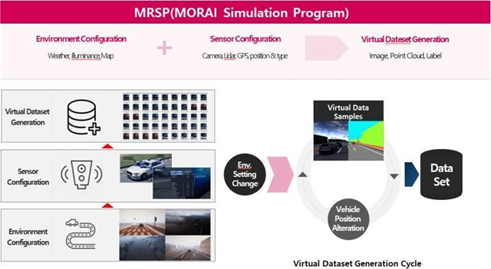 MRSP(MORAI Simulation Program)
Environment Configuration
Weather, Illuminance, Map
Sensor Configuration
Camera, Lidar, GPS, position & type
Virtual Dateset Generation
Image, Point Cloud, Label
Virtual Dataset
Generation
Sensor
Configuration
Environment
Configuration
Env.
Setting
Change
Virtual Data
Samples
Vehicle
Position
Alteration
Data
Set
Virtual Dataset Generation Cycle